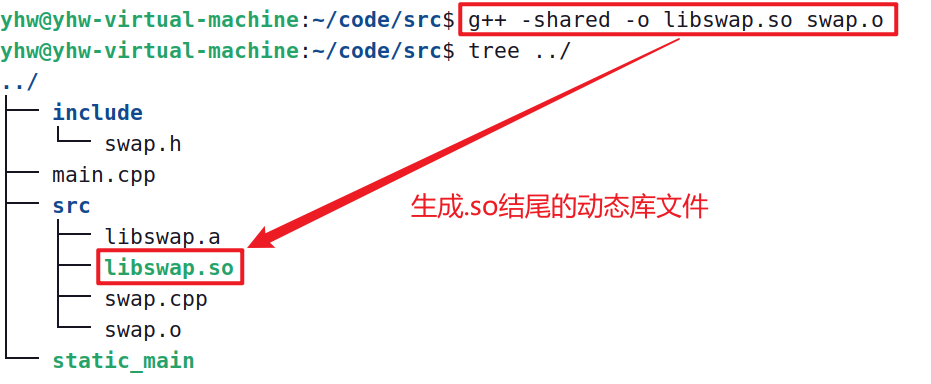 yhw@yhw-virtual-machine:~/code/src$ g++ -shared -o libswap.so swap.o
yhw@yhw-virtual-machine:~/code/src$ tree ../
../
├── include
│   └── swap.h
├── main.cpp
├── src
│   ├── libswap.a
│   ├── libswap.so
│   ├── swap.cpp
│   └── swap.o
└── static_main
生成.so结尾的动态库文件